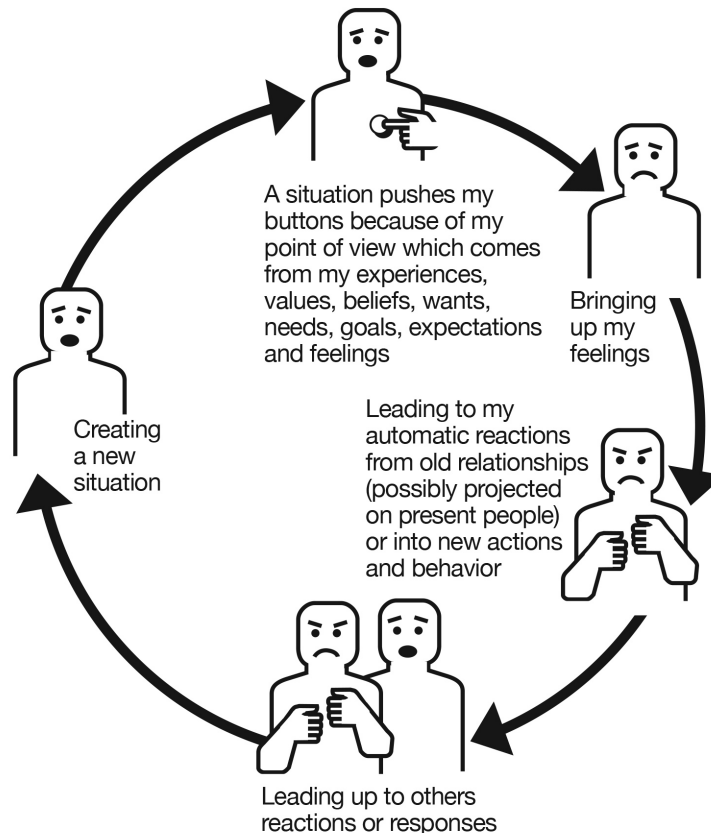 A situation pushes my
buttons because of my
point of view which comes
from my experiences,
values, beliefs, wants,
needs, goals, expectations
and feelings
Bringing
up my
feelings
Leading to my
automatic reactions
from old relationships
(possibly projected
on present people)
or into new actions
and behavior
Leading up to others
reactions or responses
Creating
a new
situation